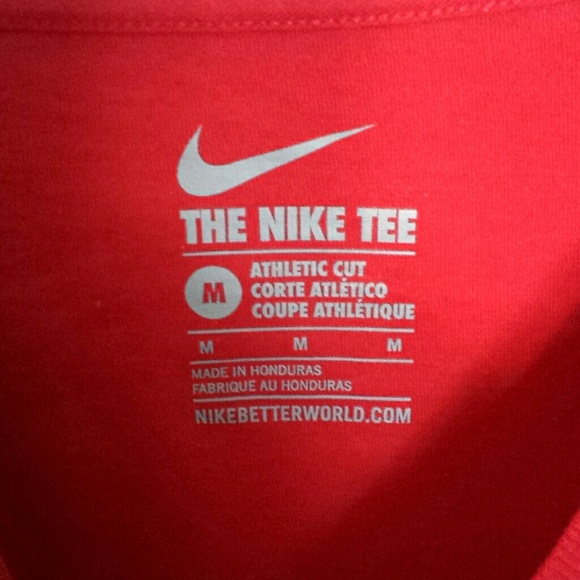 THE NIKE TEE
M
ATHLETIC CUT
CORTE ATLÉTICO
COUPE ATHLÉTIQUE
M M M
MADE IN HONDURAS
FABRIQUE AU HONDURAS
NIKEBETTERWORLD.COM